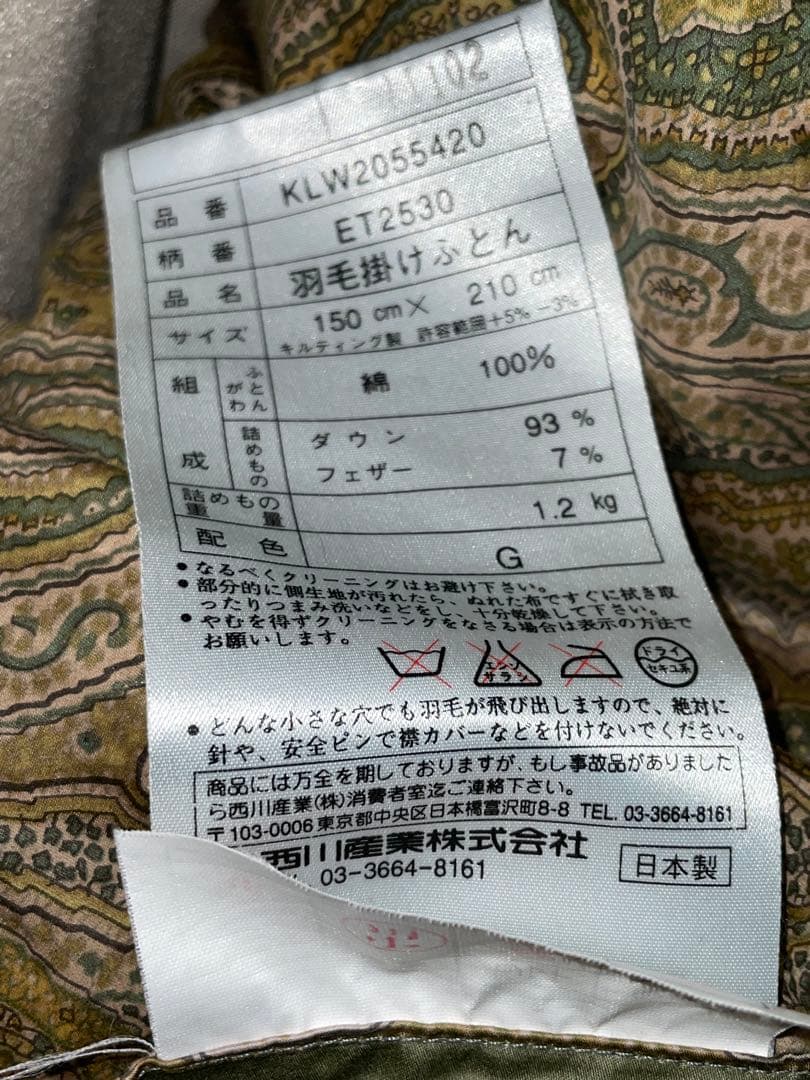 11102
品番 KLW2055420
柄番 ET2530
品名 羽毛掛けふとん
サイズ 150 cm× 210 cm
キルティング製 許容範囲+5% −3%
組成 ふとんがわ 綿 100%
詰めもの ダウン 93 %
フェザー 7 %
詰めもの重量 1.2 kg
配色 G
●なるべくクリーニングはお避け下さい。
●部分的に側生地が汚れたら、ぬれた布ですぐに拭き取
ったりつまみ洗いなどをし、十分乾燥して下さい。
●やむを得ずクリーニングをなさる場合は表示の方法で
お願いします。
エンソサラシ
ドライ
セキユ系
●どんな小さな穴でも羽毛が飛び出しますので、絶対に
針や、安全ピンで襟カバーなどを付けないでください。
商品には万全を期しておりますが、もし事故品がありました
ら西川産業(株)消費者室迄ご連絡下さい。
〒103-0006 東京都中央区日本橋富沢町8-8 TEL. 03-3664-8161
西川産業株式会社
03-3664-8161
日本製